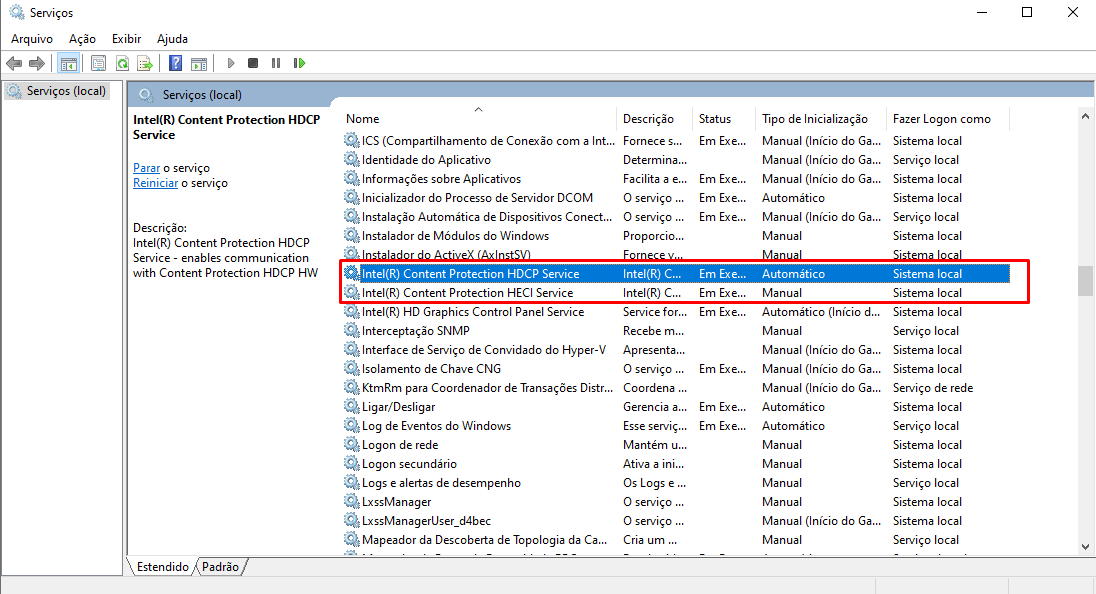 Serviços
Arquivo Ação Exibir Ajuda
Serviços (local)
Serviços (local)
Intel(R) Content Protection HDCP
Service
Parar o serviço
Reiniciar o serviço
Descrição:
Intel(R) Content Protection HDCP
Service - enables communication
with Content Protection HDCP HW
Nome Descrição Status Tipo de Inicialização Fazer Logon como
ICS (Compartilhamento de Conexão com a Int... Fornece s... Em Exe... Manual (Início do Ga... Sistema local
Identidade do Aplicativo Determina... Manual (Início do Ga... Serviço local
Informações sobre Aplicativos Facilita a e... Em Exe... Manual (Início do Ga... Sistema local
Inicializador do Processo de Servidor DCOM O serviço ... Em Exe... Automático Sistema local
Instalação Automática de Dispositivos Conect... O serviço ... Em Exe... Manual (Início do Ga... Serviço local
Instalador de Módulos do Windows Proporcio... Manual Sistema local
Instalador do ActiveX (AxInstSV) Fornece v... Manual Sistema local
Intel(R) Content Protection HDCP Service Intel(R) C... Em Exe... Automático Sistema local
Intel(R) Content Protection HECI Service Intel(R) C... Em Exe... Manual Sistema local
Intel(R) HD Graphics Control Panel Service Service for... Em Exe... Automático (Início d... Sistema local
Interceptação SNMP Recebe m... Manual Serviço local
Interface de Serviço de Convidado do Hyper-V Apresenta... Manual (Início do Ga... Sistema local
Isolamento de Chave CNG O serviço ... Em Exe... Manual (Início do Ga... Sistema local
KtmRm para Coordenador de Transações Distr... Coordena ... Manual (Início do Ga... Serviço de rede
Ligar/Desligar Gerencia a... Em Exe... Automático Sistema local
Log de Eventos do Windows Esse serviç... Em Exe... Automático Serviço local
Logon de rede Mantém u... Manual Sistema local
Logon secundário Ativa a ini... Manual Sistema local
Logs e alertas de desempenho Os Logs e ... Manual Serviço local
LxssManager O serviço ... Manual Sistema local
LxssManagerUser_d4bec O serviço ... Manual (Início do Ga... Sistema local
Mapeador da Descoberta de Topologia da Ca... Cria um ... Manual Serviço local
Estendido Padrão